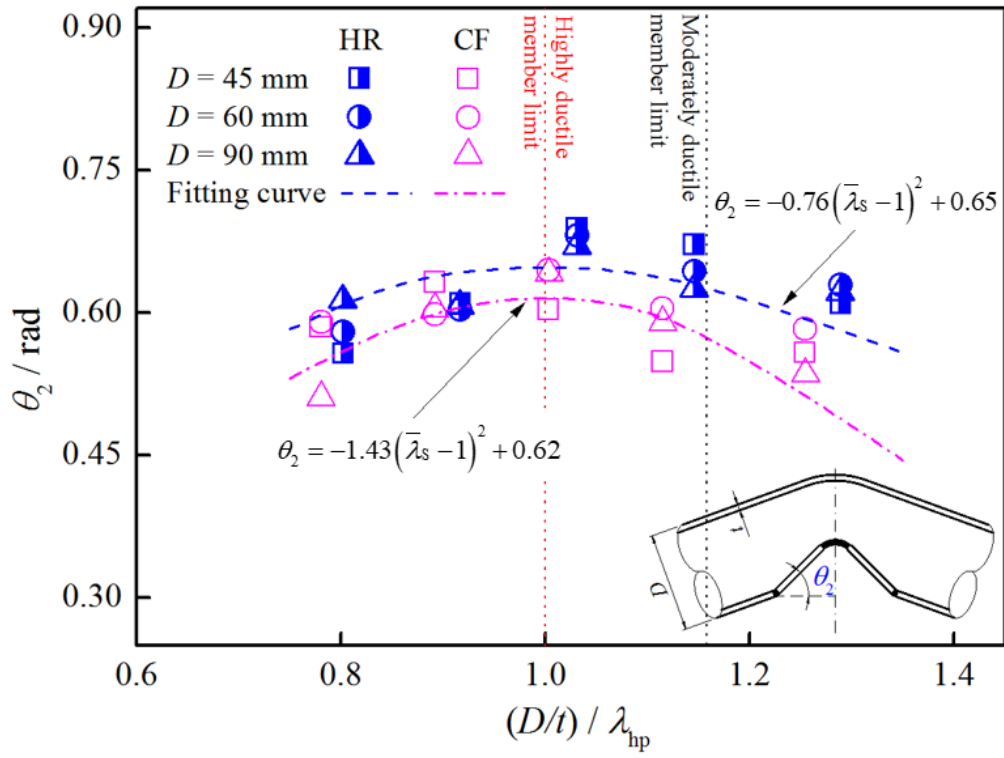 0.90
0.75
0.60
0.45
0.30
θ₂ / rad
HR CF
D = 45 mm
D = 60 mm
D = 90 mm
Fitting curve
Highly ductile
member limit
Moderately ductile
member limit
θ₂ = −0.76(λ̅s − 1)² + 0.65
θ₂ = −1.43(λ̅s − 1)² + 0.62
t
D
θ₂
0.6 0.8 1.0 1.2 1.4
(D/t) / λhp